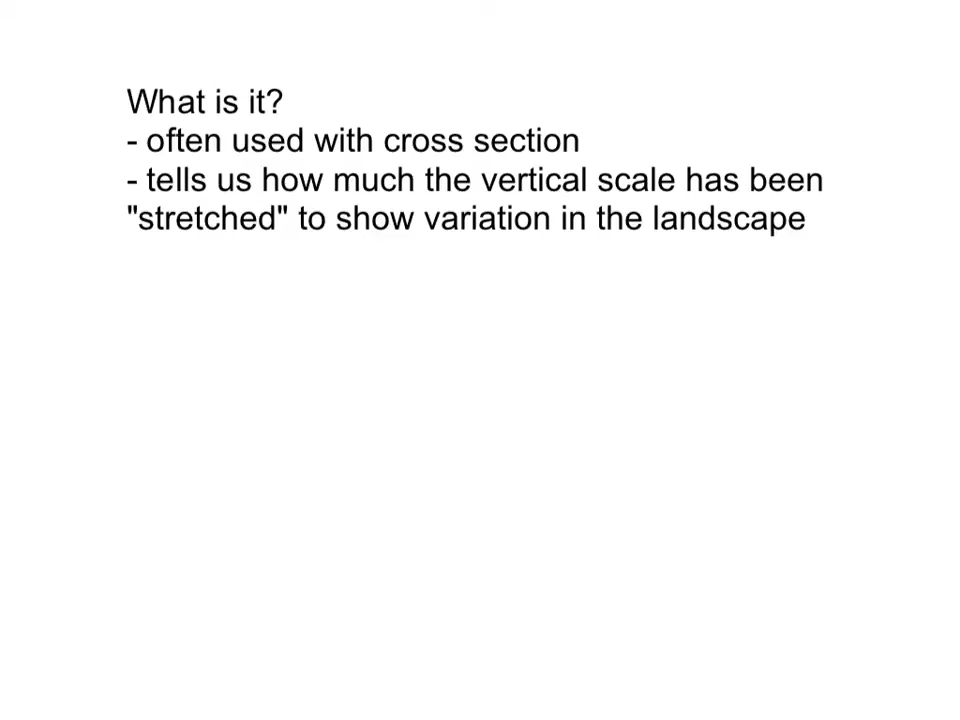 What is it?
- often used with cross section
- tells us how much the vertical scale has been
"stretched" to show variation in the landscape